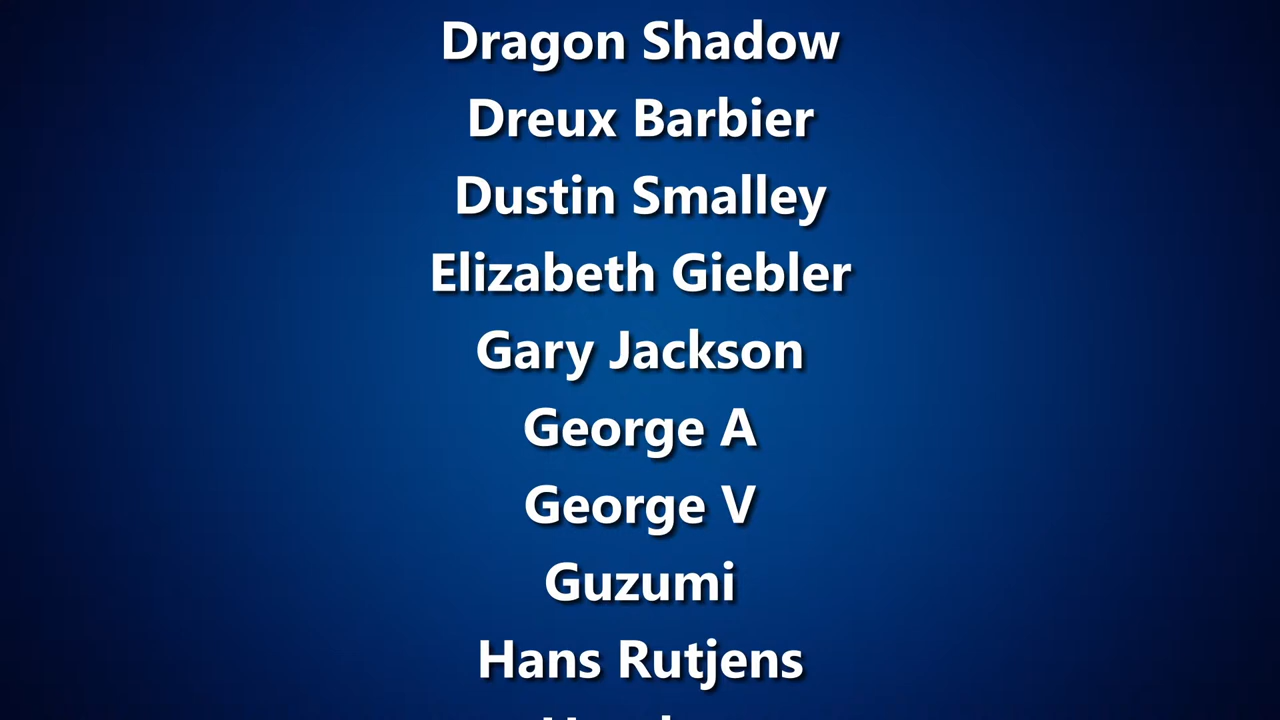 Dragon Shadow
Dreux Barbier
Dustin Smalley
Elizabeth Giebler
Gary Jackson
George A
George V
Guzumi
Hans Rutjens